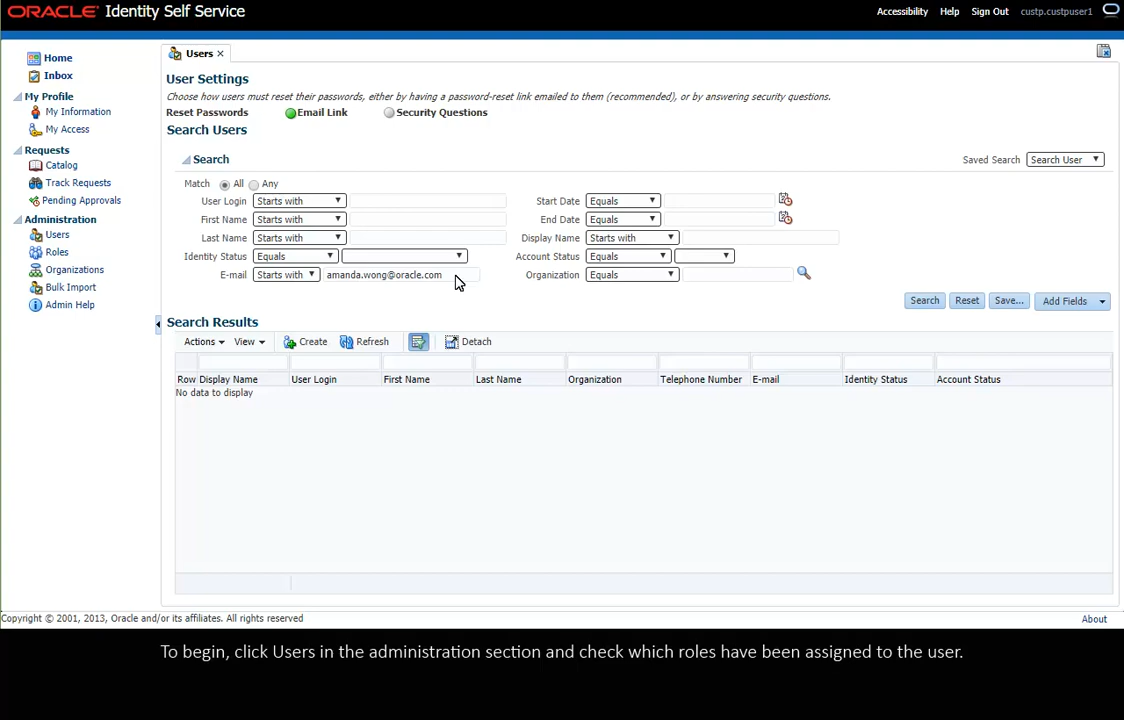 ORACLE Identity Self Service
Accessibility Help Sign Out custp.custpuser1
Home
Inbox
My Profile
My Information
My Access
Requests
Catalog
Track Requests
Pending Approvals
Administration
Users
Roles
Organizations
Bulk Import
Admin Help
Users
User Settings
Choose how users must reset their passwords, either by having a password-reset link emailed to them (recommended), or by answering security questions.
Reset Passwords Email Link Security Questions
Search Users
Search
Saved Search Search User
Match All Any
User Login Starts with Start Date Equals
First Name Starts with End Date Equals
Last Name Starts with Display Name Starts with
Identity Status Equals Account Status Equals
E-mail Starts with amanda.wong@oracle.com Organization Equals
Search Reset Save... Add Fields
Search Results
Actions View Create Refresh Detach
Row Display Name User Login First Name Last Name Organization Telephone Number E-mail Identity Status Account Status
No data to display
Copyright © 2001, 2013, Oracle and/or its affiliates. All rights reserved
About
To begin, click Users in the administration section and check which roles have been assigned to the user.